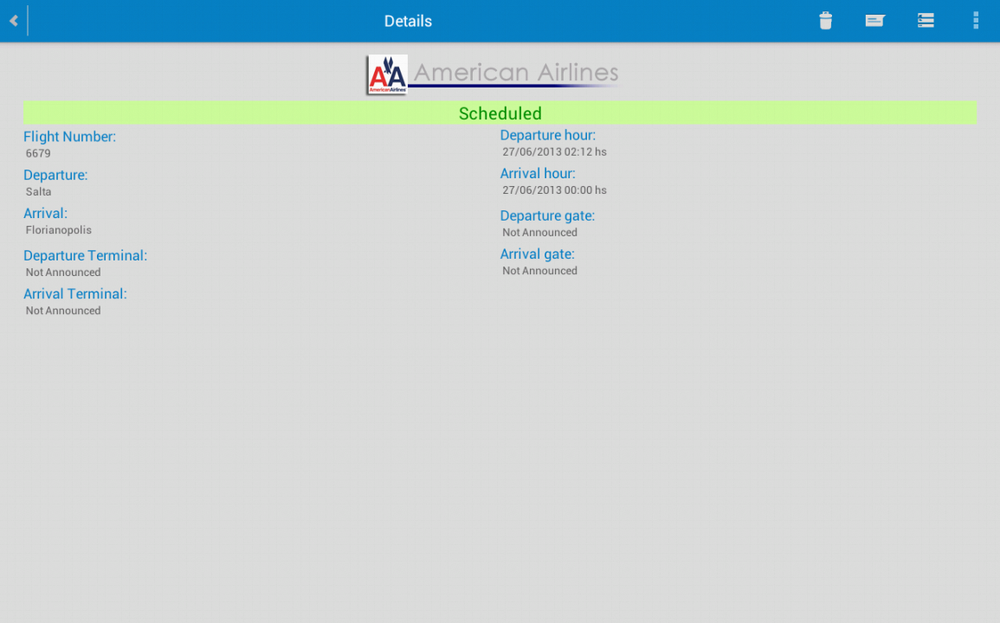 Details
AA
AmericanAirlines
American Airlines
Scheduled
Flight Number:
6679
Departure:
Salta
Arrival:
Florianopolis
Departure Terminal:
Not Announced
Arrival Terminal:
Not Announced
Departure hour:
27/06/2013 02:12 hs
Arrival hour:
27/06/2013 00:00 hs
Departure gate:
Not Announced
Arrival gate:
Not Announced